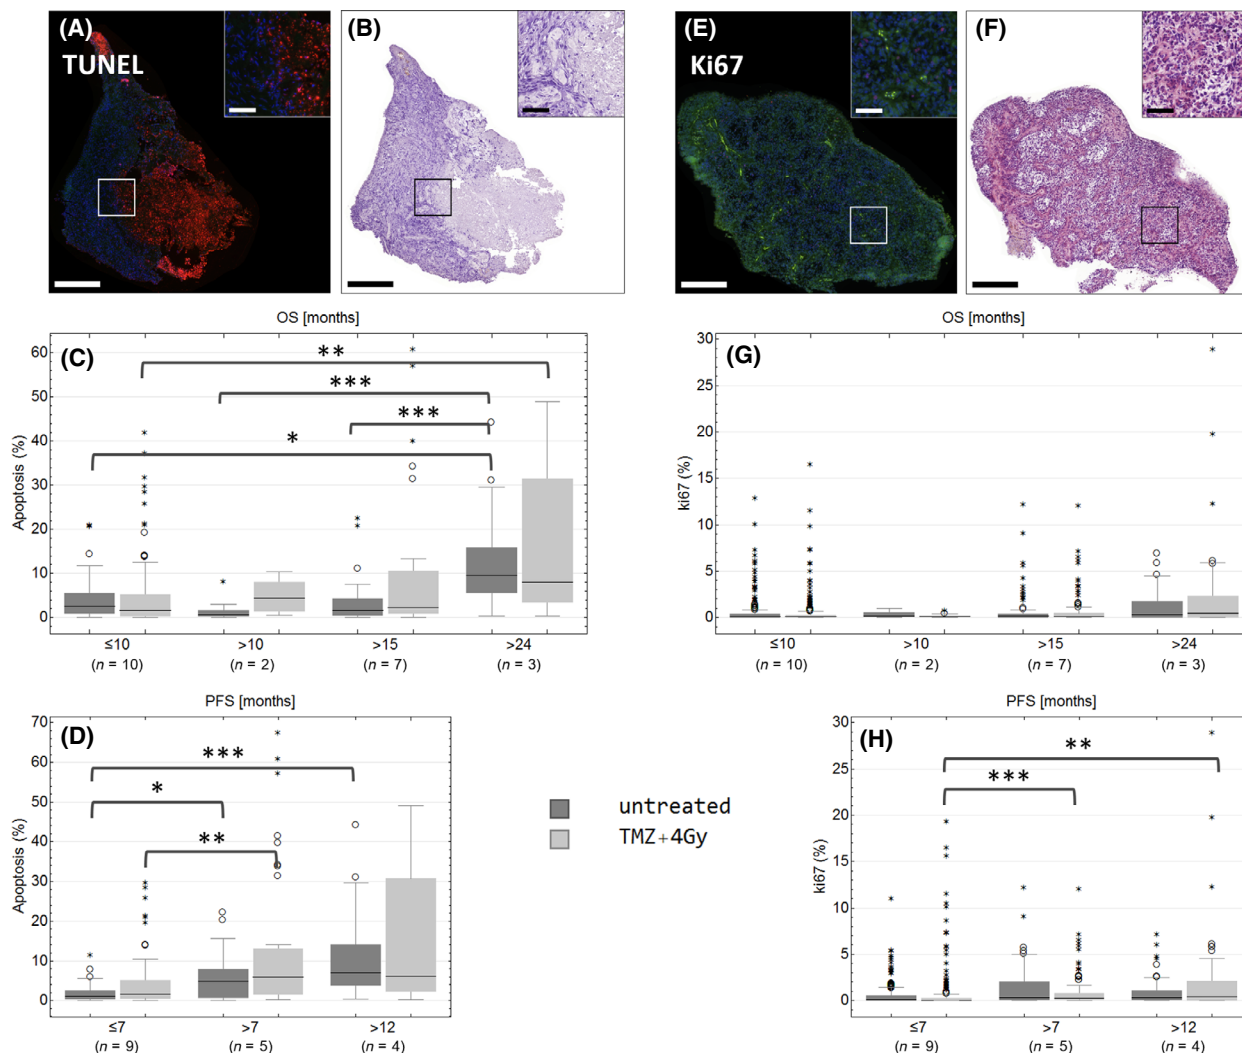 (A)
TUNEL
(B)
(E)
Ki67
(F)
OS [months]
(C)
Apoptosis (%)
60
50
40
30
20
10
0
**
***
***
*
≤10
>10
>15
>24
(n = 10)
(n = 2)
(n = 7)
(n = 3)
OS [months]
(G)
ki67 (%)
30
25
20
15
10
5
0
≤10
>10
>15
>24
(n = 10)
(n = 2)
(n = 7)
(n = 3)
PFS [months]
(D)
Apoptosis (%)
70
60
50
40
30
20
10
0
***
*
**
≤7
>7
>12
(n = 9)
(n = 5)
(n = 4)
untreated
TMZ+4Gy
PFS [months]
(H)
ki67 (%)
30
25
20
15
10
5
0
**
***
≤7
>7
>12
(n = 9)
(n = 5)
(n = 4)